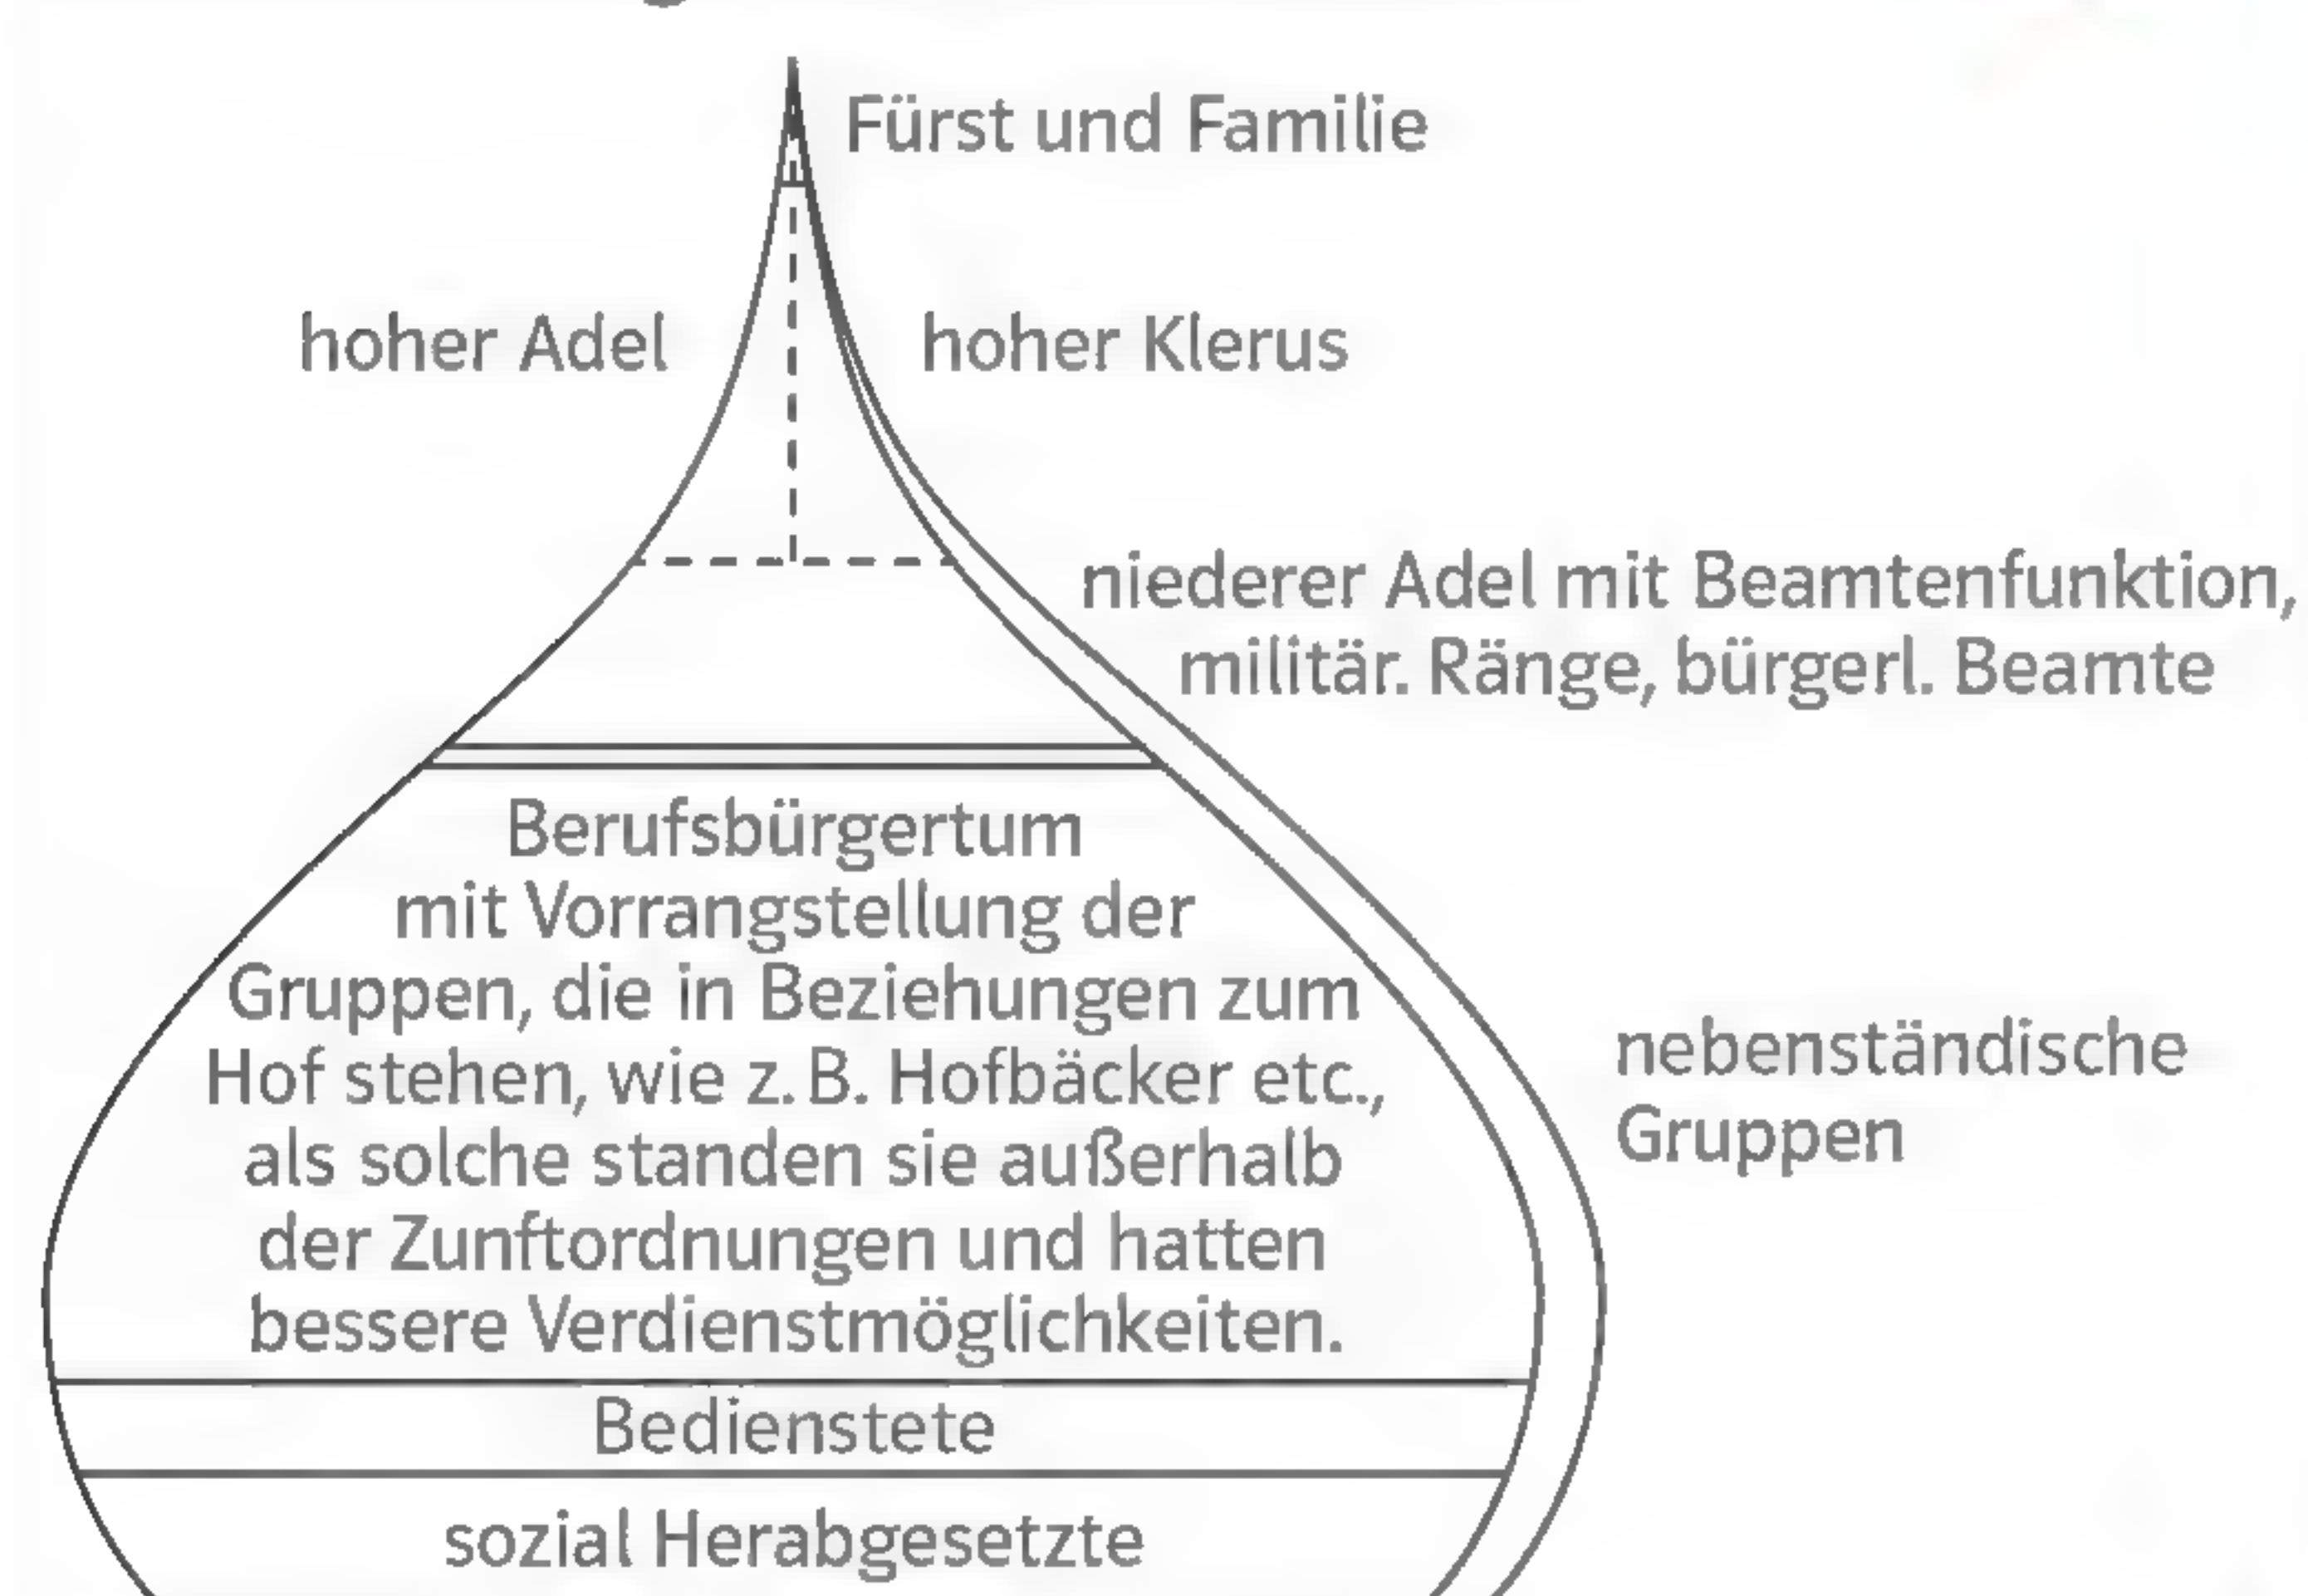 Fürst und Familie
hoher Adel
hoher Klerus
niederer Adel mit Beamtenfunktion,
militär. Ränge, bürgerl. Beamte
Berufsbürgertum
mit Vorrangstellung der
Gruppen, die in Beziehungen zum
Hof stehen, wie z. B. Hofbäcker etc.,
als solche standen sie außerhalb
der Zunftordnungen und hatten
bessere Verdienstmöglichkeiten.
nebenständische
Gruppen
Bedienstete
sozial Herabgesetzte